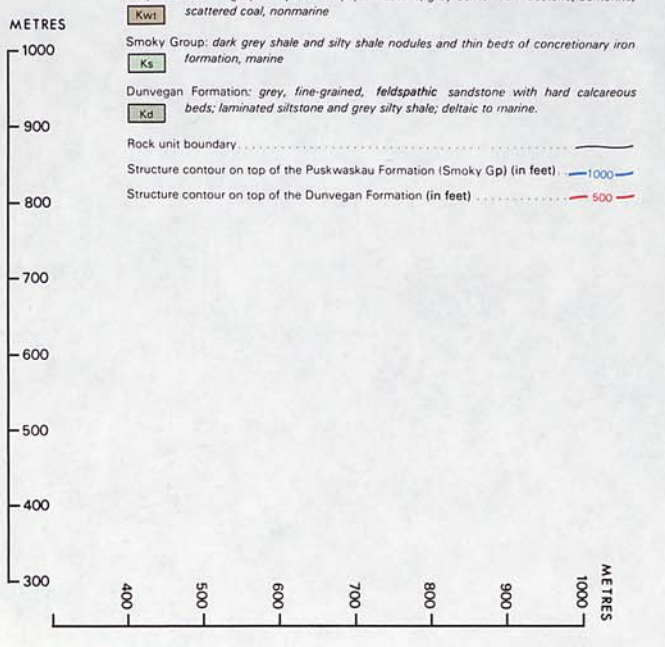 Kwt scattered coal, nonmarine
METRES
Smoky Group: dark grey shale and silty shale nodules and thin beds of concretionary iron
Ks formation, marine
Dunvegan Formation: grey, fine-grained, feldspathic sandstone with hard calcareous
Kd beds; laminated siltstone and grey silty shale; deltaic to marine.
Rock unit boundary
Structure contour on top of the Puskwaskau Formation (Smoky Gp) (in feet) 1000
Structure contour on top of the Dunvegan Formation (in feet) 500
1000
900
800
700
600
500
400
300
400 500 600 700 800 900 1000 METRES